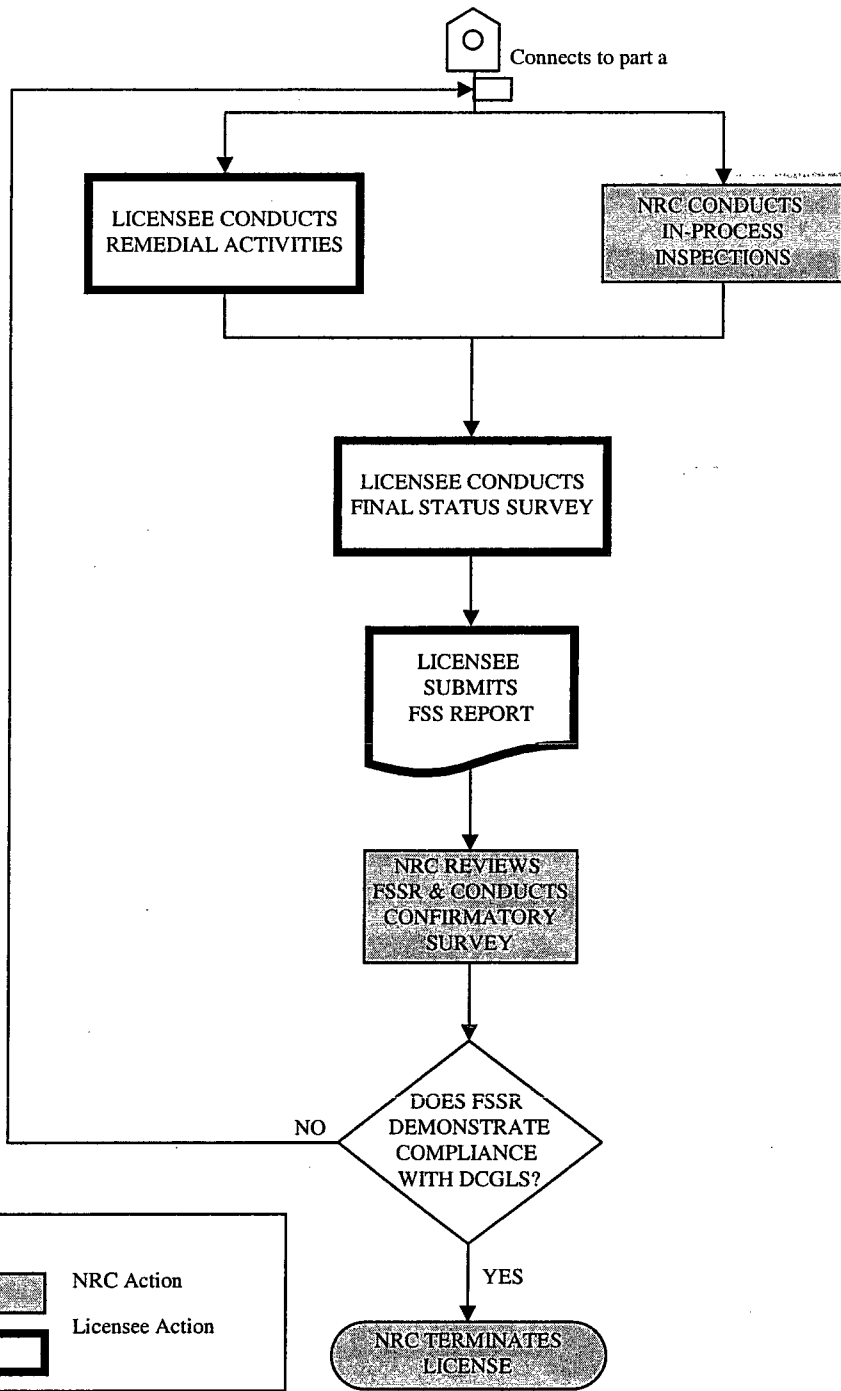 Connects to part a
LICENSEE CONDUCTS
REMEDIAL ACTIVITIES
NRC CONDUCTS
IN-PROCESS
INSPECTIONS
LICENSEE CONDUCTS
FINAL STATUS SURVEY
LICENSEE
SUBMITS
FSS REPORT
NRC REVIEWS
FSSR & CONDUCTS
CONFIRMATORY
SURVEY
DOES FSSR
DEMONSTRATE
COMPLIANCE
WITH DCGLS?
NO
YES
NRC TERMINATES
LICENSE
NRC Action
Licensee Action